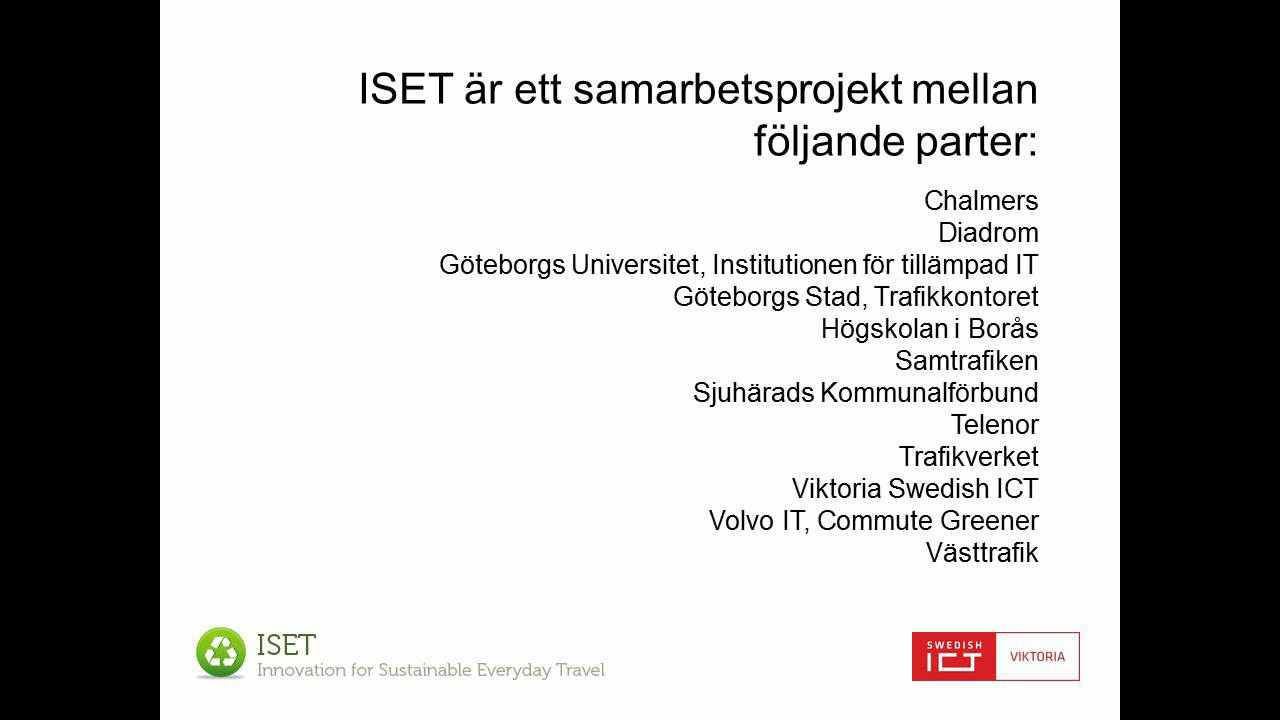 ISET är ett samarbetsprojekt mellan
följande parter:
Chalmers
Diadrom
Göteborgs Universitet, Institutionen för tillämpad IT
Göteborgs Stad, Trafikkontoret
Högskolan i Borås
Samtrafiken
Sjuhärads Kommunalförbund
Telenor
Trafikverket
Viktoria Swedish ICT
Volvo IT, Commute Greener
Västtrafik
ISET
Innovation for Sustainable Everyday Travel
SWEDISH
ICT
VIKTORIA